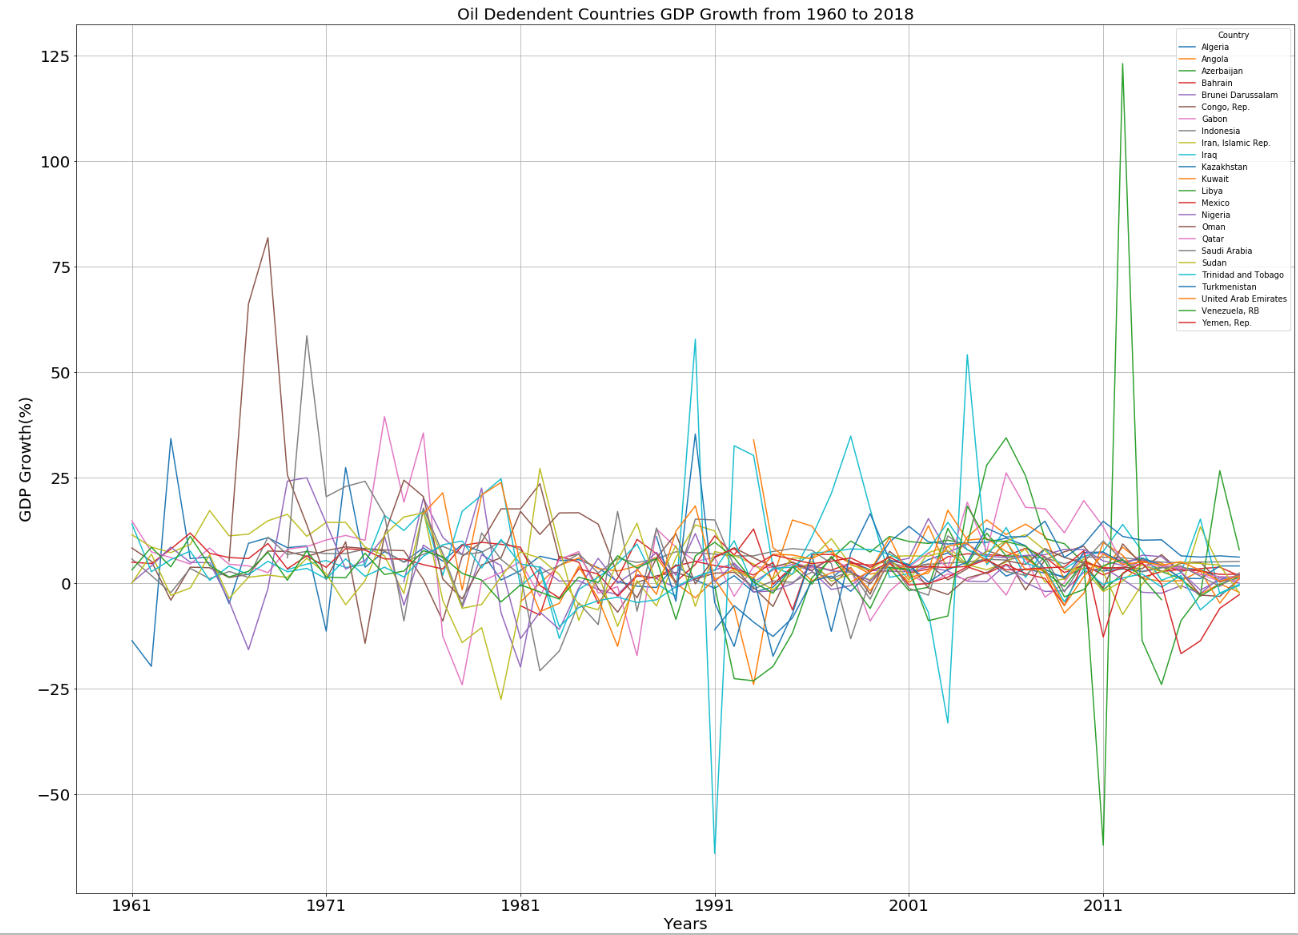 Oil Dedendent Countries GDP Growth from 1960 to 2018
Country
Algeria
Angola
Azerbaijan
Bahrain
Brunei Darussalam
Congo, Rep.
Gabon
Indonesia
Iran, Islamic Rep.
Iraq
Kazakhstan
Kuwait
Libya
Mexico
Nigeria
Oman
Qatar
Saudi Arabia
Sudan
Trinidad and Tobago
Turkmenistan
United Arab Emirates
Venezuela, RB
Yemen, Rep.
GDP Growth(%)
125
100
75
50
25
0
−25
−50
1961 1971 1981 1991 2001 2011
Years